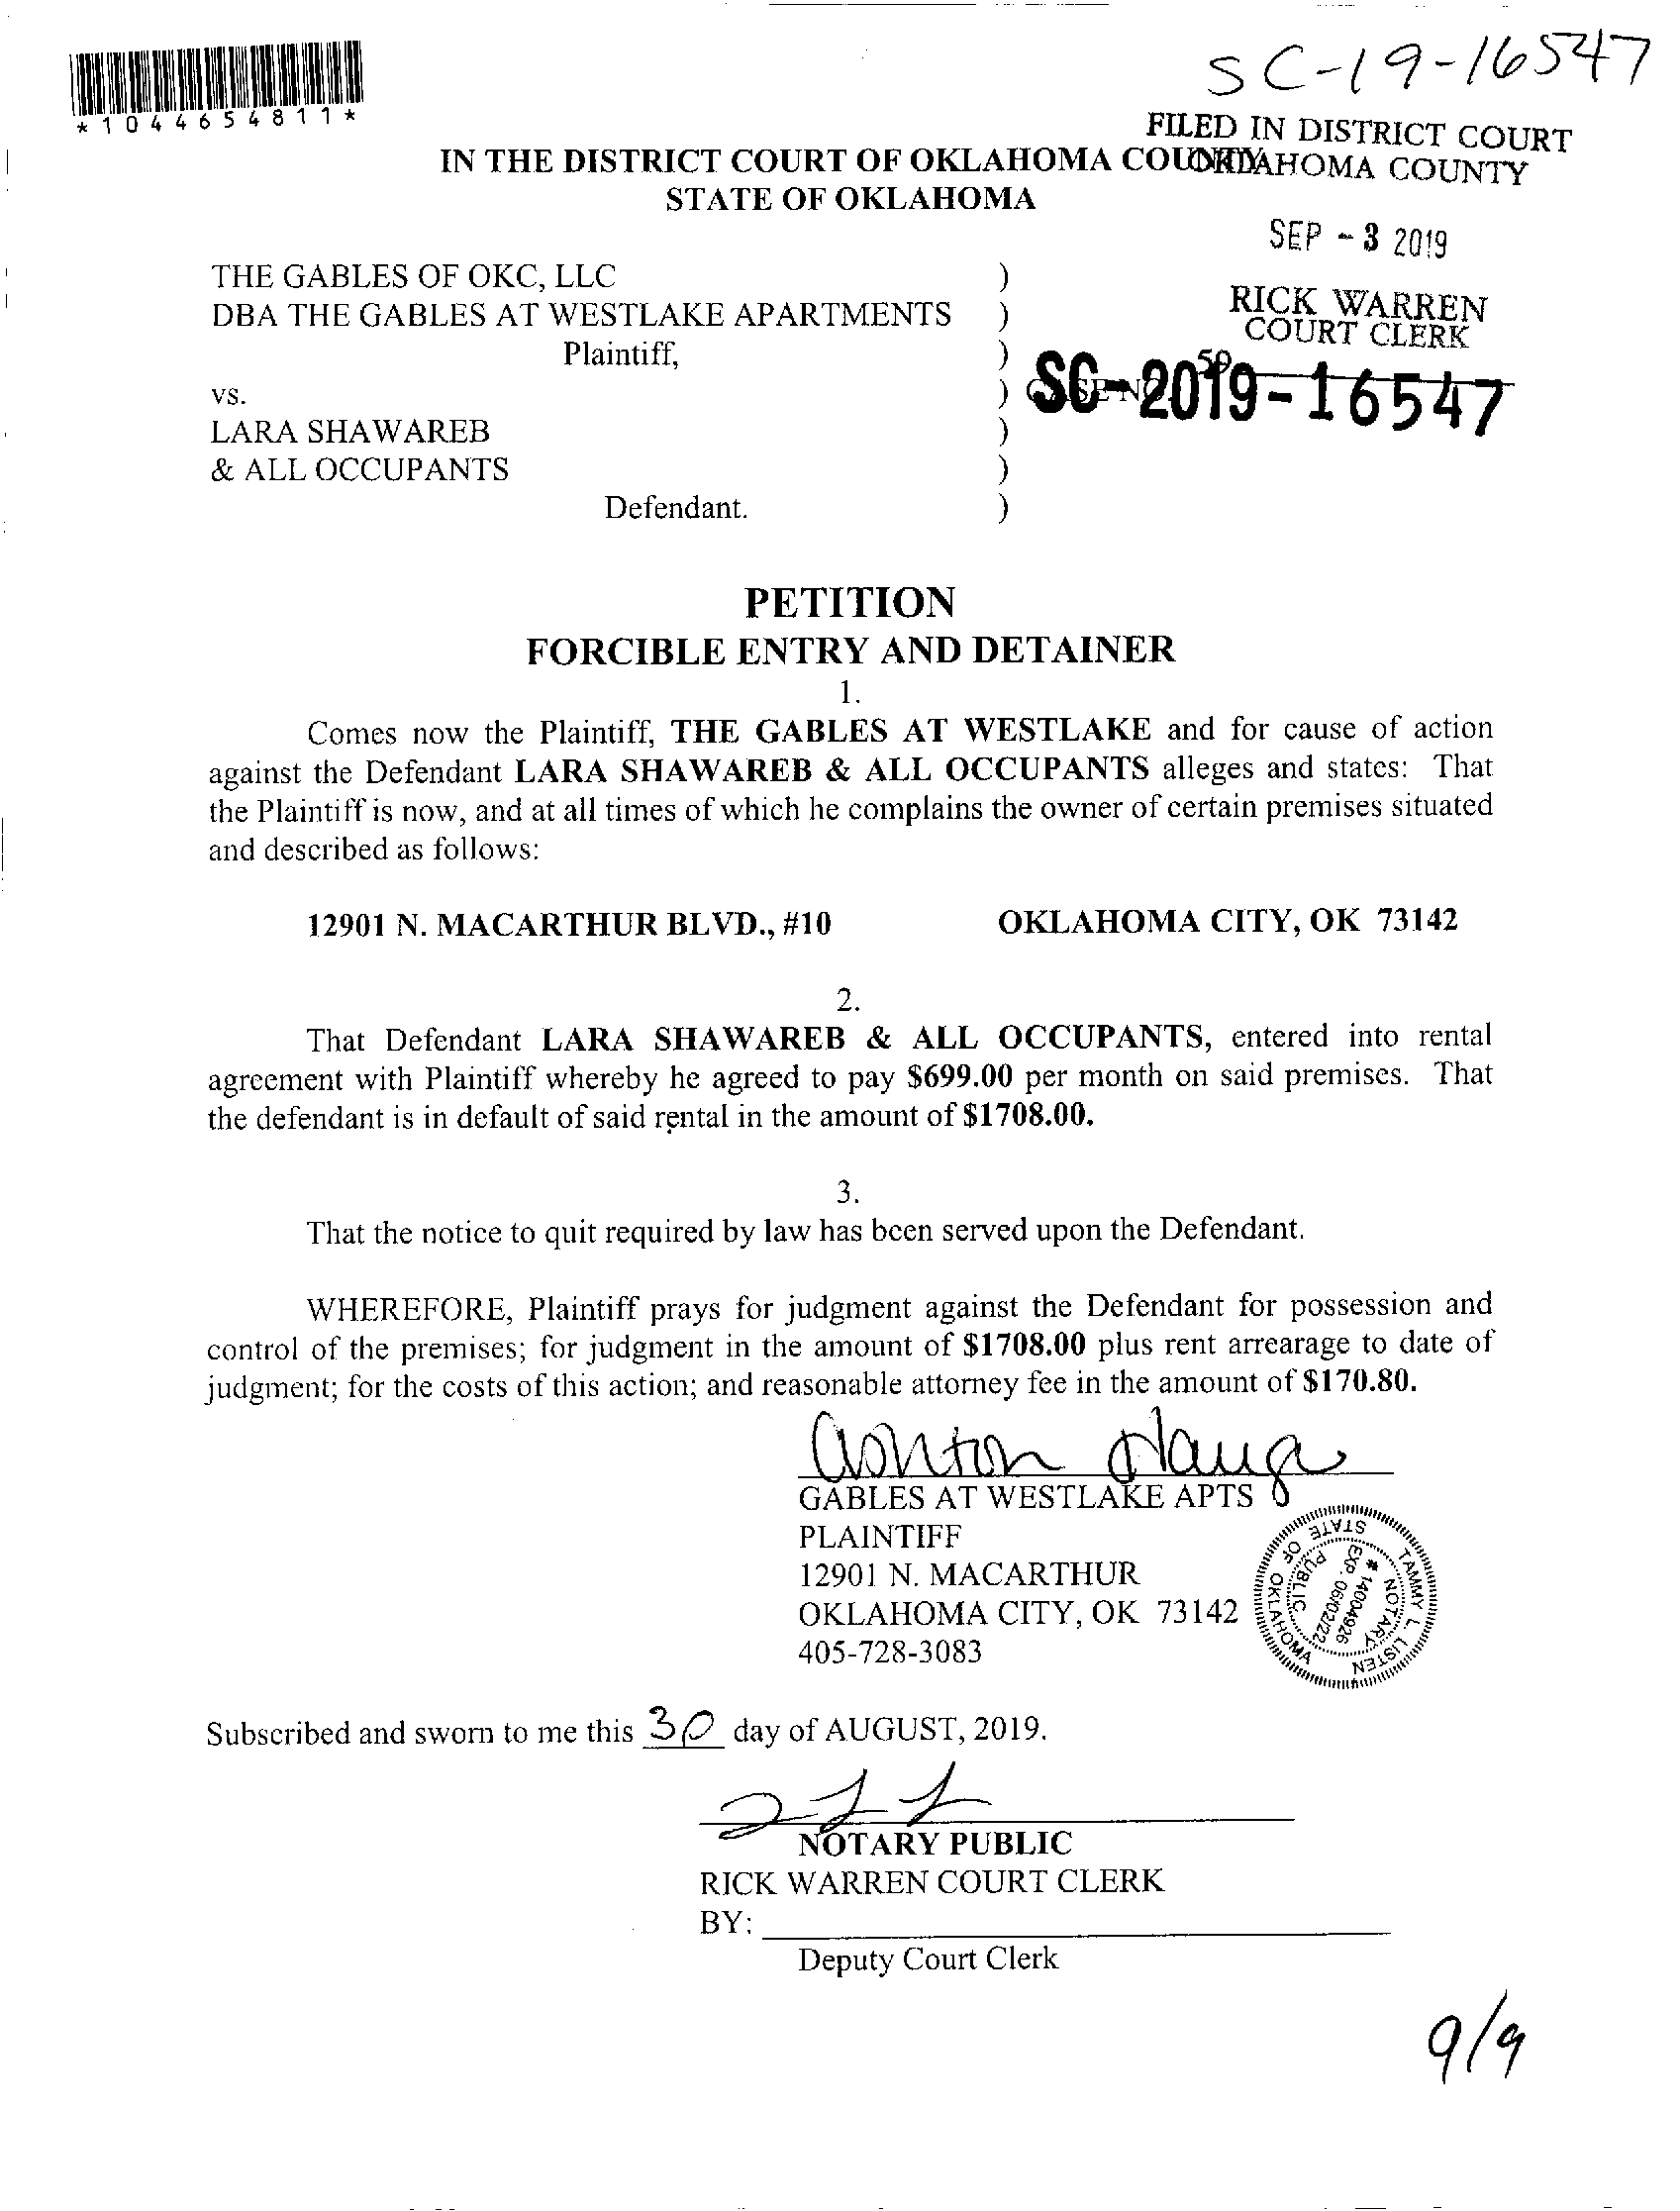 SC-19-16547
*1044654811*
FILED IN DISTRICT COURT
OKLAHOMA COUNTY
IN THE DISTRICT COURT OF OKLAHOMA COUNTY
STATE OF OKLAHOMA
SEP - 3 2019
RICK WARREN
COURT CLERK
THE GABLES OF OKC, LLC )
DBA THE GABLES AT WESTLAKE APARTMENTS )
Plaintiff, )
vs. ) CASE NO. SC-2019-16547
LARA SHAWAREB )
& ALL OCCUPANTS )
Defendant. )
PETITION
FORCIBLE ENTRY AND DETAINER
1.
Comes now the Plaintiff, THE GABLES AT WESTLAKE and for cause of action
against the Defendant LARA SHAWAREB & ALL OCCUPANTS alleges and states: That
the Plaintiff is now, and at all times of which he complains the owner of certain premises situated
and described as follows:
12901 N. MACARTHUR BLVD., #10 OKLAHOMA CITY, OK 73142
2.
That Defendant LARA SHAWAREB & ALL OCCUPANTS, entered into rental
agreement with Plaintiff whereby he agreed to pay $699.00 per month on said premises. That
the defendant is in default of said rental in the amount of $1708.00.
3.
That the notice to quit required by law has been served upon the Defendant.
WHEREFORE, Plaintiff prays for judgment against the Defendant for possession and
control of the premises; for judgment in the amount of $1708.00 plus rent arrearage to date of
judgment; for the costs of this action; and reasonable attorney fee in the amount of $170.80.
GABLES AT WESTLAKE APTS
PLAINTIFF
12901 N. MACARTHUR
OKLAHOMA CITY, OK 73142
405-728-3083
TAMMY L. LISTEN
STATE OF OKLAHOMA
NOTARY PUBLIC
# 14004926
EXP. 06/02/22
Subscribed and sworn to me this 30 day of AUGUST, 2019.
NOTARY PUBLIC
RICK WARREN COURT CLERK
BY:
Deputy Court Clerk
9/9